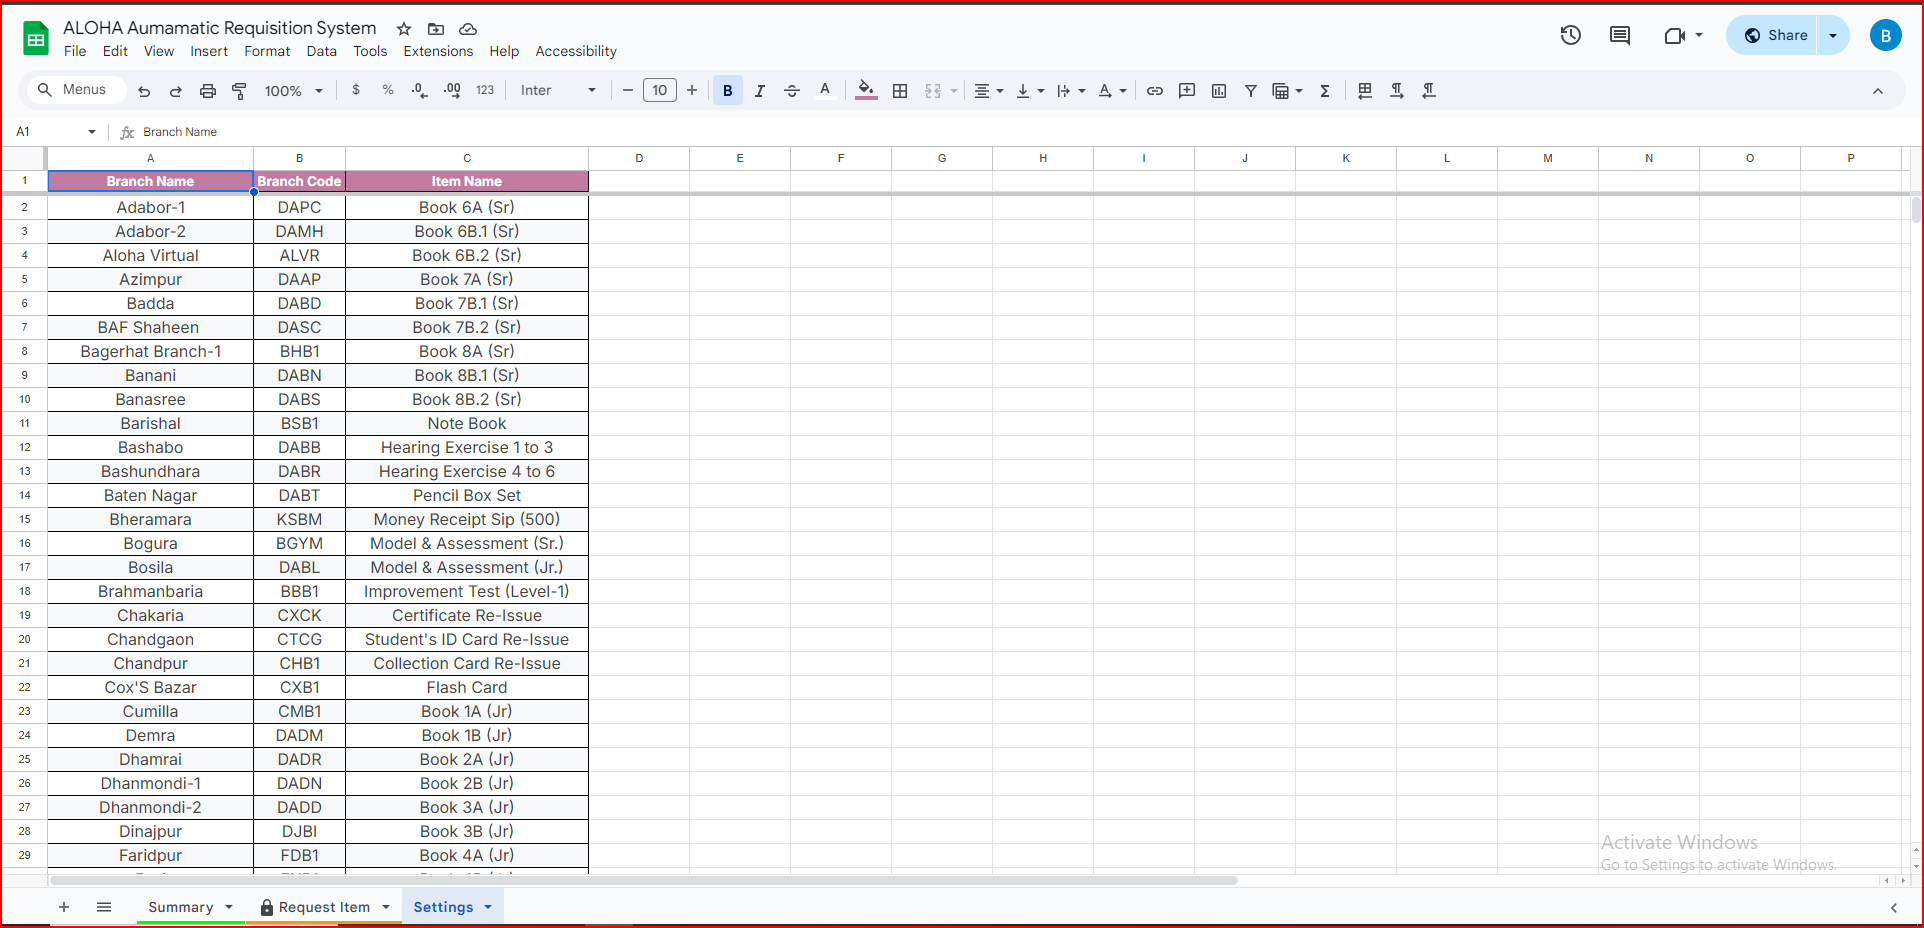 ALOHA Aumamatic Requisition System
File Edit View Insert Format Data Tools Extensions Help Accessibility
Share
B
Menus 100% $ % .0 .00 123 Inter 10 B I A A
A1 fx Branch Name
A B C D E F G H I J K L M N O P
1 Branch Name Branch Code Item Name
2 Adabor-1 DAPC Book 6A (Sr)
3 Adabor-2 DAMH Book 6B.1 (Sr)
4 Aloha Virtual ALVR Book 6B.2 (Sr)
5 Azimpur DAAP Book 7A (Sr)
6 Badda DABD Book 7B.1 (Sr)
7 BAF Shaheen DASC Book 7B.2 (Sr)
8 Bagerhat Branch-1 BHB1 Book 8A (Sr)
9 Banani DABN Book 8B.1 (Sr)
10 Banasree DABS Book 8B.2 (Sr)
11 Barishal BSB1 Note Book
12 Bashabo DABB Hearing Exercise 1 to 3
13 Bashundhara DABR Hearing Exercise 4 to 6
14 Baten Nagar DABT Pencil Box Set
15 Bheramara KSBM Money Receipt Sip (500)
16 Bogura BGYM Model & Assessment (Sr.)
17 Bosila DABL Model & Assessment (Jr.)
18 Brahmanbaria BBB1 Improvement Test (Level-1)
19 Chakaria CXCK Certificate Re-Issue
20 Chandgaon CTCG Student's ID Card Re-Issue
21 Chandpur CHB1 Collection Card Re-Issue
22 Cox'S Bazar CXB1 Flash Card
23 Cumilla CMB1 Book 1A (Jr)
24 Demra DADM Book 1B (Jr)
25 Dhamrai DADR Book 2A (Jr)
26 Dhanmondi-1 DADN Book 2B (Jr)
27 Dhanmondi-2 DADD Book 3A (Jr)
28 Dinajpur DJBI Book 3B (Jr)
29 Faridpur FDB1 Book 4A (Jr)
Activate Windows
Go to Settings to activate Windows.
Summary Request Item Settings